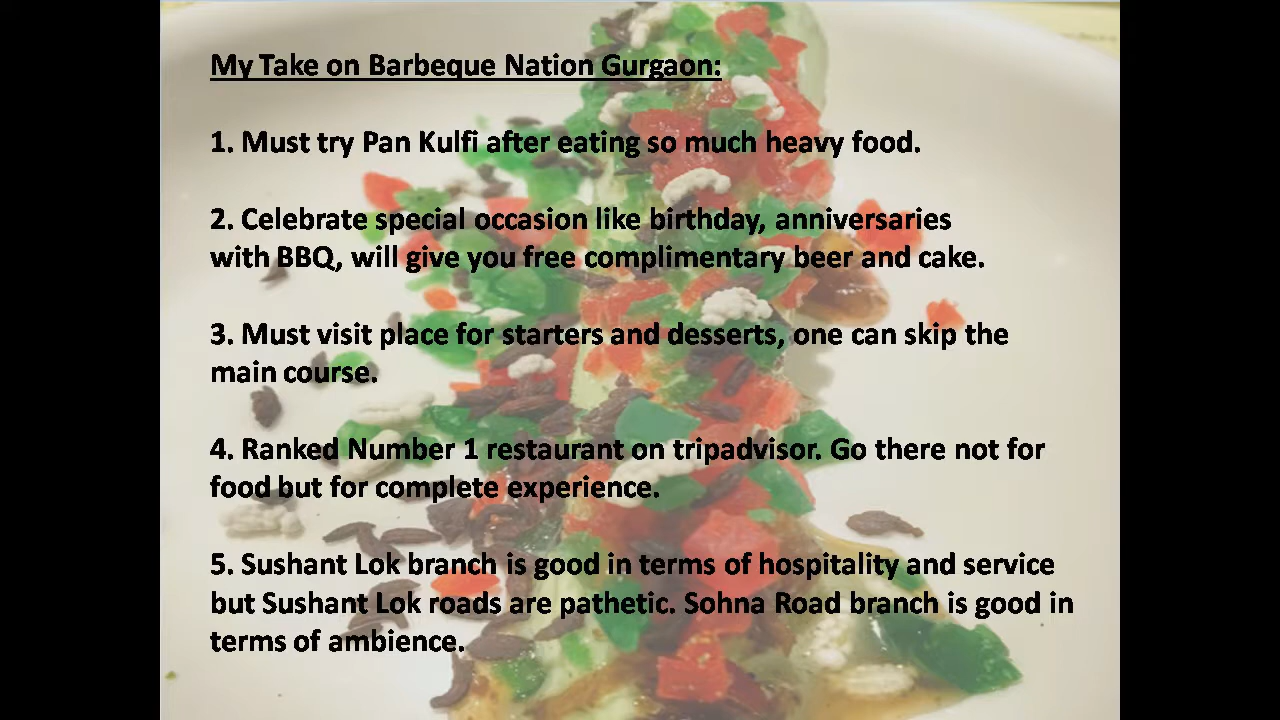 My Take on Barbeque Nation Gurgaon:
1. Must try Pan Kulfi after eating so much heavy food.
2. Celebrate special occasion like birthday, anniversaries
with BBQ, will give you free complimentary beer and cake.
3. Must visit place for starters and desserts, one can skip the
main course.
4. Ranked Number 1 restaurant on tripadvisor. Go there not for
food but for complete experience.
5. Sushant Lok branch is good in terms of hospitality and service
but Sushant Lok roads are pathetic. Sohna Road branch is good in
terms of ambience.